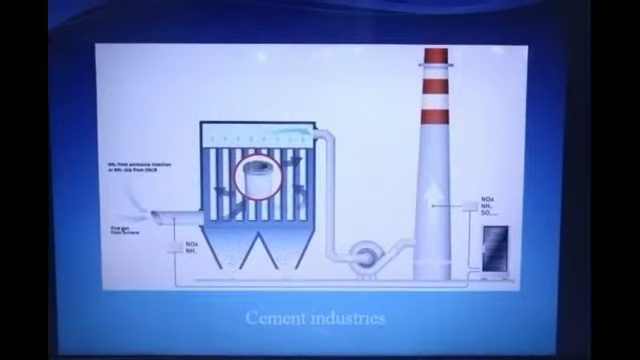 NH₃ from ammonia injection
or NH₃ slip from SNCR
Flue gas
from furnace
NOx
NH₃
NOx
NH₃
SO₂...
Cement industries